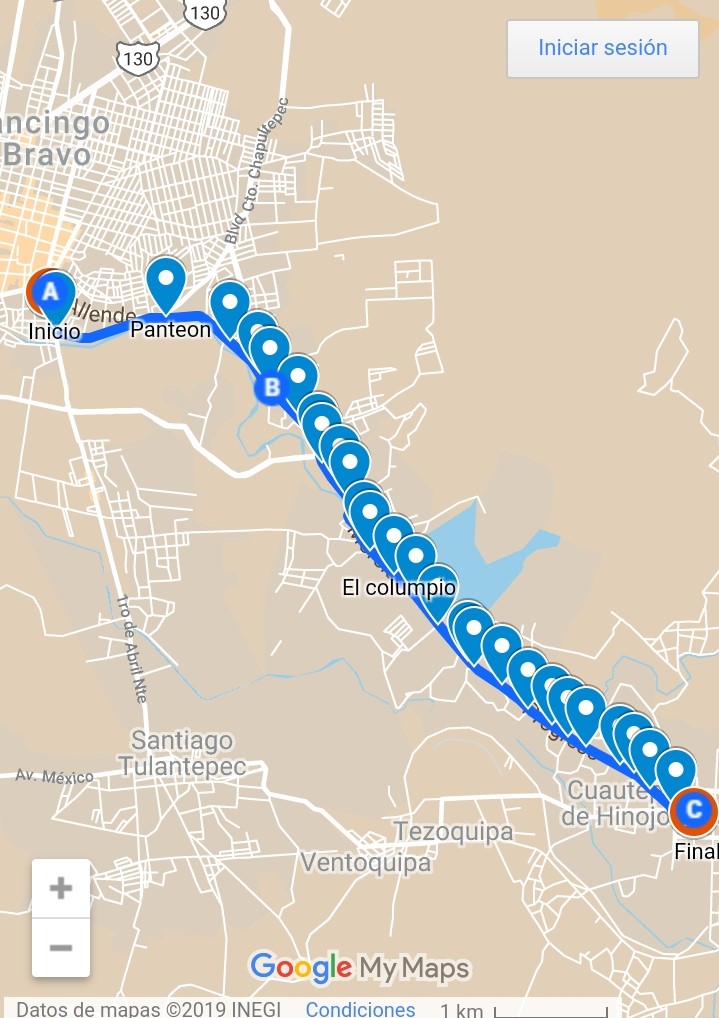 130
130
Iniciar sesión
ancingo
Bravo
Blvd Cto. Chapultepec
A
Allende
Inicio
Panteon
B
El columpio
1ro de Abril Nte
Santiago
Tulantepec
Av. México
Progreso
Cuaute
de Hinojo
C
Final
Tezoquipa
Ventoquipa
+
−
Google My Maps
Datos de mapas ©2019 INEGI
Condiciones
1 km